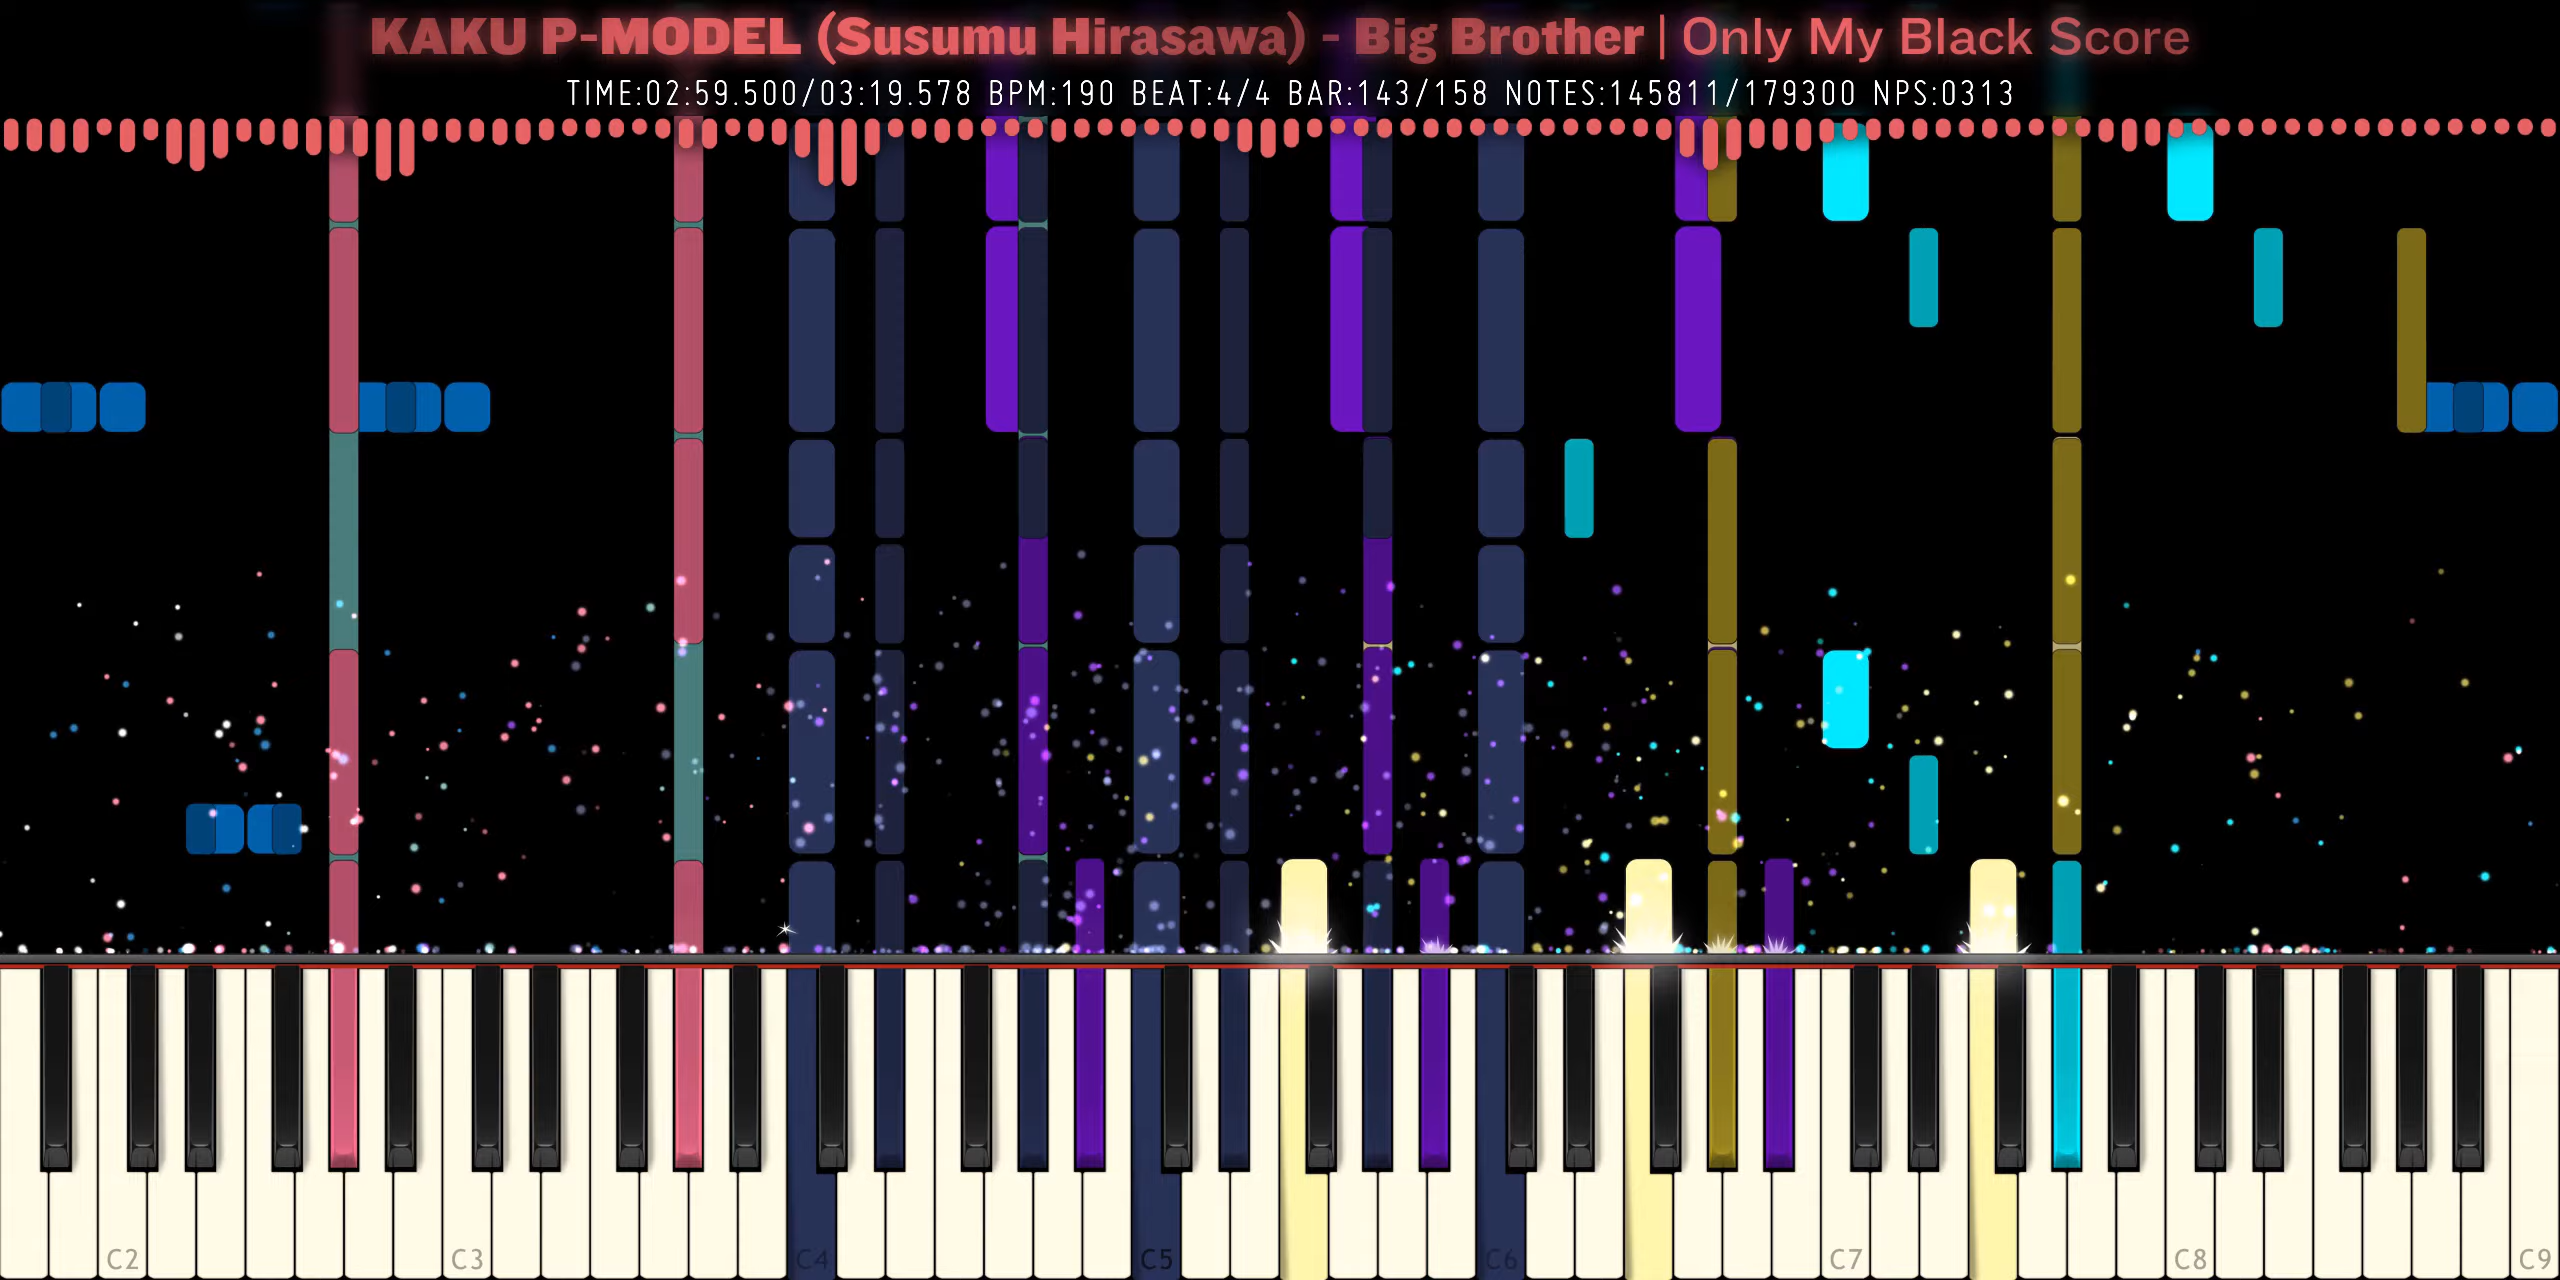 KAKU P-MODEL (Susumu Hirasawa) - Big Brother | Only My Black Score
TIME:02:59.500/03:19.578 BPM:190 BEAT:4/4 BAR:143/158 NOTES:145811/179300 NPS:0313
C2 C3 C4 C5 C6 C7 C8 C9